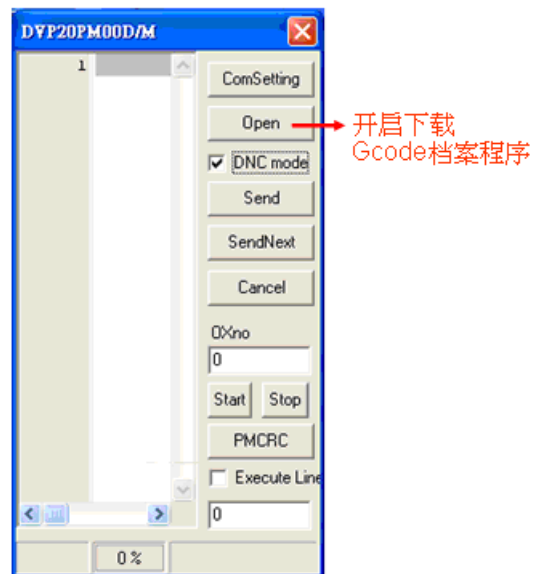 DVP20PM00D/M
1
ComSetting
Open
开启下载
Gcode档案程序
DNC mode
Send
SendNext
Cancel
OXno
0
Start Stop
PMCRC
Execute Line
0
0 %